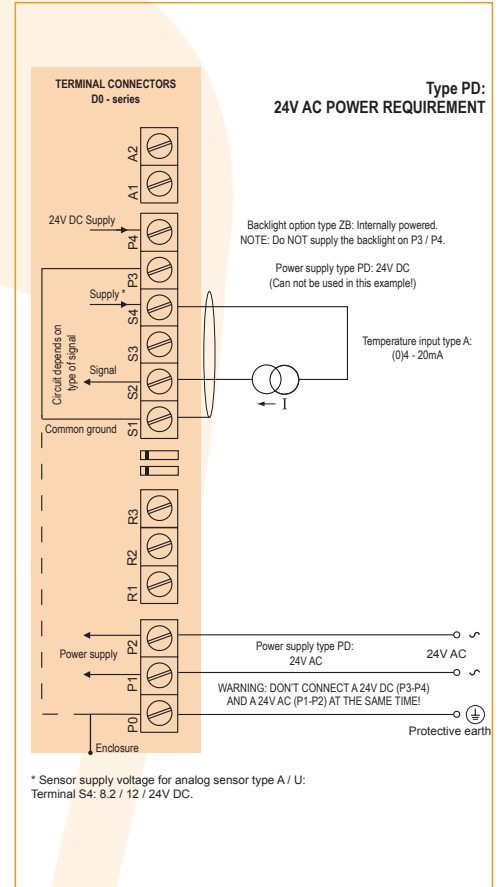 TERMINAL CONNECTORS
D0 - series
Type PD:
24V AC POWER REQUIREMENT
A2
A1
24V DC Supply
P4
Backlight option type ZB: Internally powered.
NOTE: Do NOT supply the backlight on P3 / P4.
P3
Power supply type PD: 24V DC
(Can not be used in this example!)
Supply *
S4
Circuit depends on
type of signal
S3
Temperature input type A:
(0)4 - 20mA
Signal
S2
I
Common ground
S1
R3
R2
R1
P2
Power supply
Power supply type PD:
24V AC
24V AC
P1
WARNING: DON'T CONNECT A 24V DC (P3-P4)
AND A 24V AC (P1-P2) AT THE SAME TIME!
P0
Protective earth
Enclosure
* Sensor supply voltage for analog sensor type A / U:
Terminal S4: 8.2 / 12 / 24V DC.